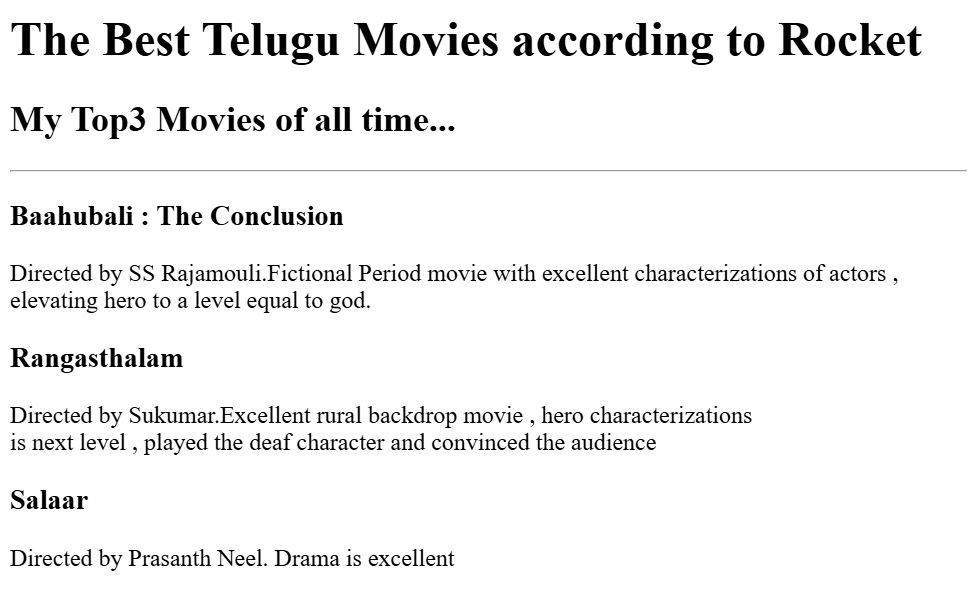 The Best Telugu Movies according to Rocket
My Top3 Movies of all time...
Baahubali : The Conclusion
Directed by SS Rajamouli.Fictional Period movie with excellent characterizations of actors ,
elevating hero to a level equal to god.
Rangasthalam
Directed by Sukumar.Excellent rural backdrop movie , hero characterizations
is next level , played the deaf character and convinced the audience
Salaar
Directed by Prasanth Neel. Drama is excellent